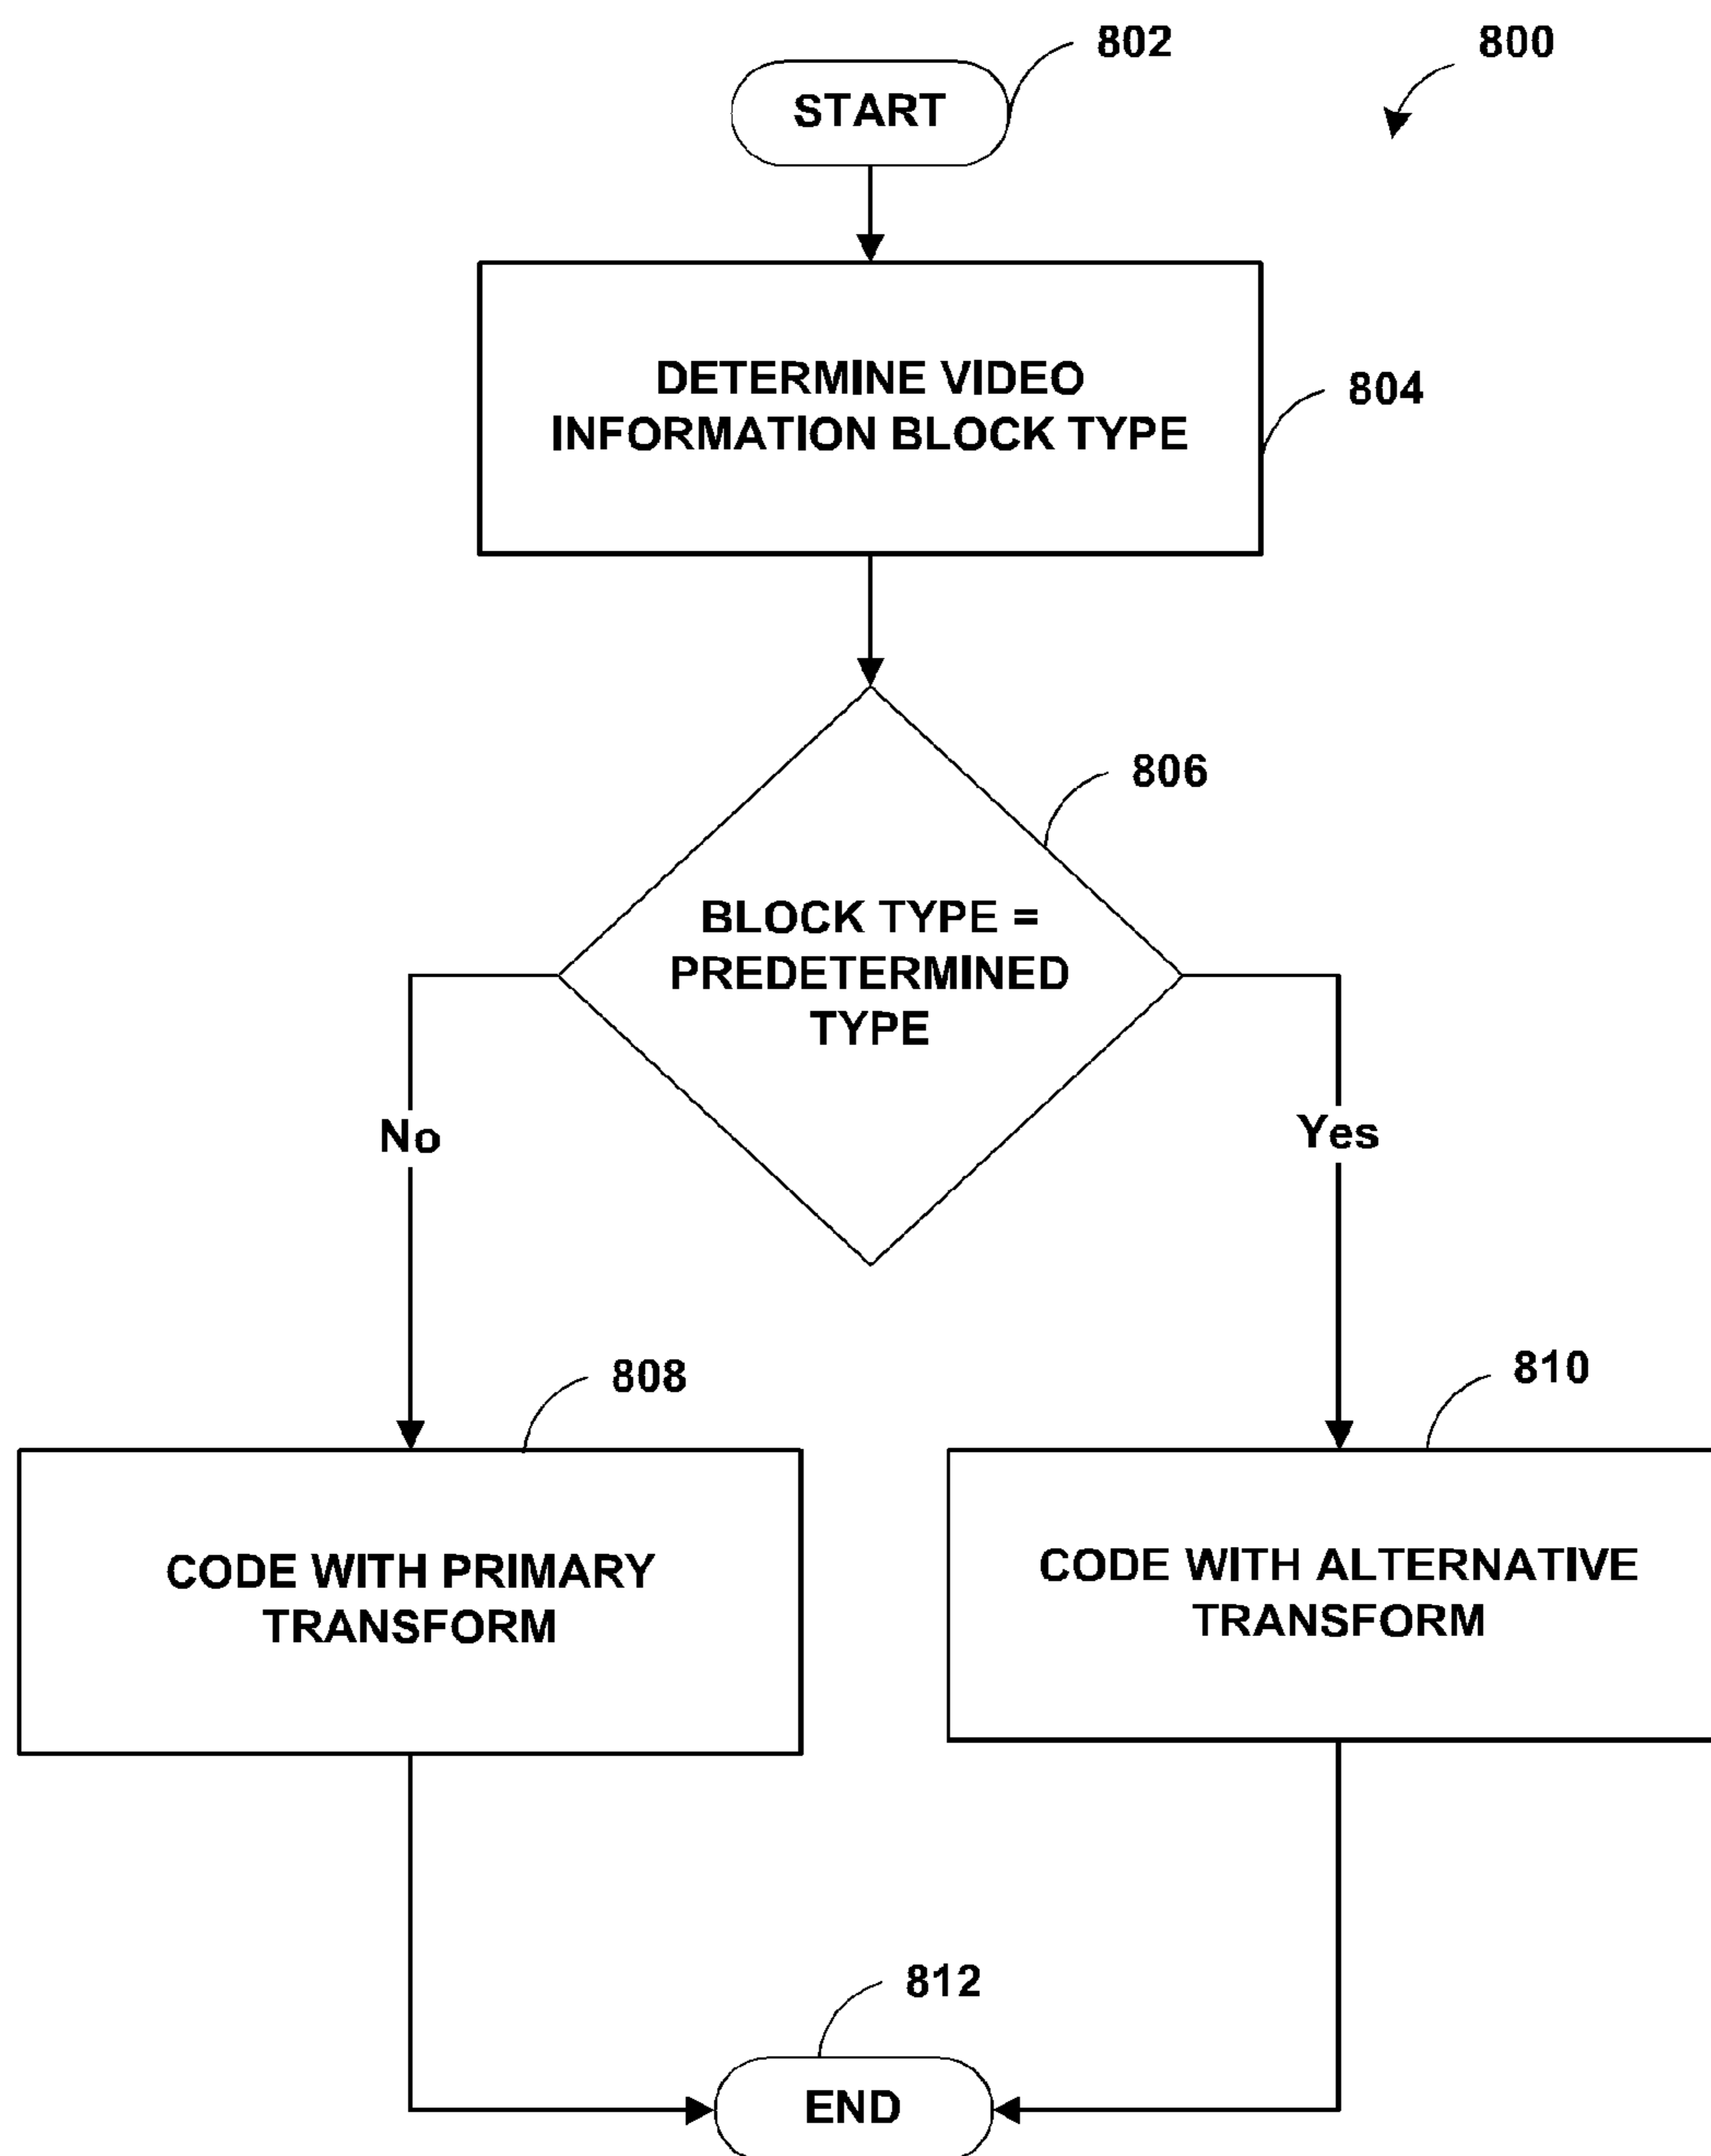 802
800
START
DETERMINE VIDEO
INFORMATION BLOCK TYPE
804
806
BLOCK TYPE =
PREDETERMINED
TYPE
No
Yes
808
810
CODE WITH PRIMARY
TRANSFORM
CODE WITH ALTERNATIVE
TRANSFORM
812
END